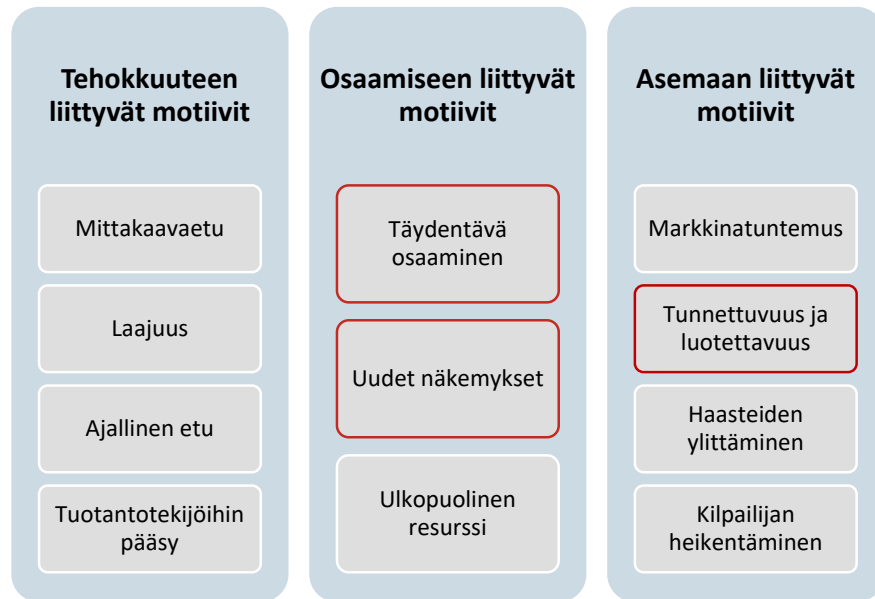 Tehokkuuteen
liittyvät motiivit
Mittakaavaetu
Laajuus
Ajallinen etu
Tuotantotekijöihin
pääsy
Osaamiseen liittyvät
motiivit
Täydentävä
osaaminen
Uudet näkemykset
Ulkopuolinen
resurssi
Asemaan liittyvät
motiivit
Markkinatuntemus
Tunnettuvuus ja
luotettavuus
Haasteiden
ylittäminen
Kilpailijan
heikentäminen